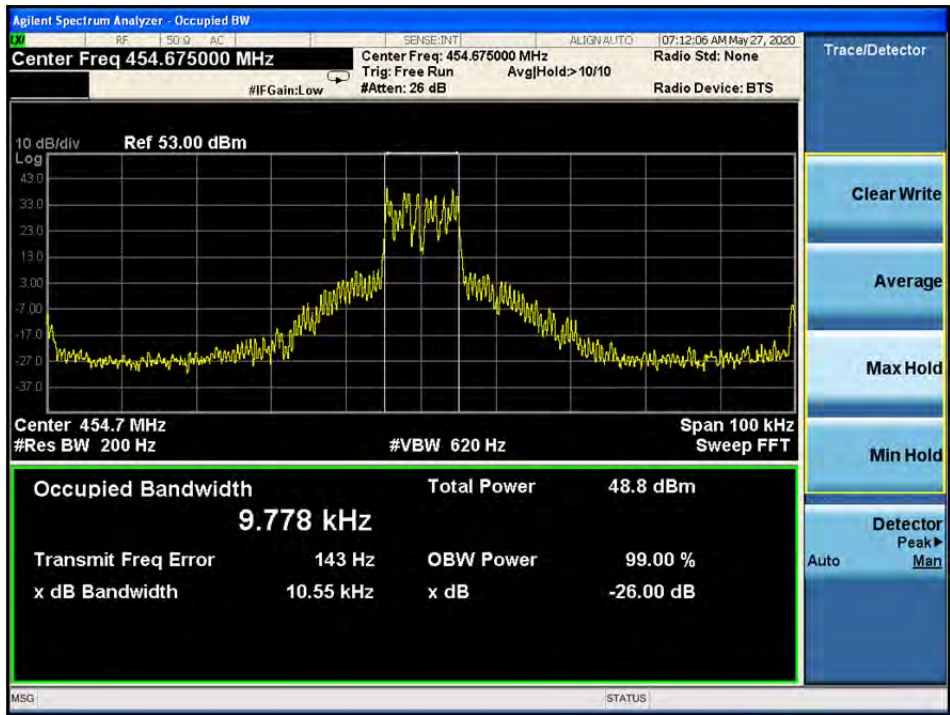 Agilent Spectrum Analyzer - Occupied BW
LXI RF 50 Ω AC SENSE:INT ALIGN AUTO 07:12:06 AM May 27, 2020
Center Freq 454.675000 MHz Center Freq: 454.675000 MHz Radio Std: None
Trig: Free Run Avg|Hold:> 10/10
#IFGain:Low #Atten: 26 dB Radio Device: BTS
Trace/Detector
10 dB/div Ref 53.00 dBm
Log
43.0
33.0
23.0
13.0
3.00
-7.00
-17.0
-27.0
-37.0
Center 454.7 MHz Span 100 kHz
#Res BW 200 Hz #VBW 620 Hz Sweep FFT
Occupied Bandwidth Total Power 48.8 dBm
9.778 kHz
Transmit Freq Error 143 Hz OBW Power 99.00 %
x dB Bandwidth 10.55 kHz x dB -26.00 dB
Clear Write
Average
Max Hold
Min Hold
Detector
Peak▶
Auto Man
MSG STATUS